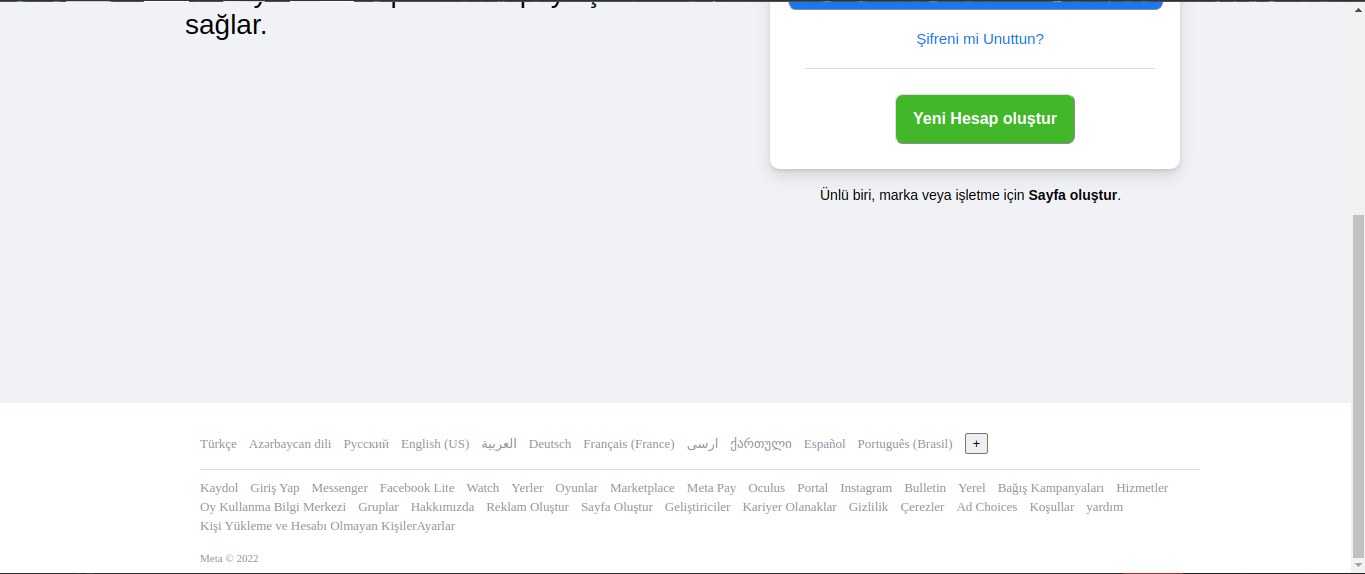 sağlar.
Şifreni mi Unuttun?
Yeni Hesap oluştur
Ünlü biri, marka veya işletme için Sayfa oluştur.
Türkçe Azərbaycan dili Русский English (US) العربية Deutsch Français (France) ارسی ქართული Español Português (Brasil) +
Kaydol Giriş Yap Messenger Facebook Lite Watch Yerler Oyunlar Marketplace Meta Pay Oculus Portal Instagram Bulletin Yerel Bağış Kampanyaları Hizmetler
Oy Kullanma Bilgi Merkezi Gruplar Hakkımızda Reklam Oluştur Sayfa Oluştur Geliştiriciler Kariyer Olanaklar Gizlilik Çerezler Ad Choices Koşullar yardım
Kişi Yükleme ve Hesabı Olmayan KişilerAyarlar
Meta © 2022